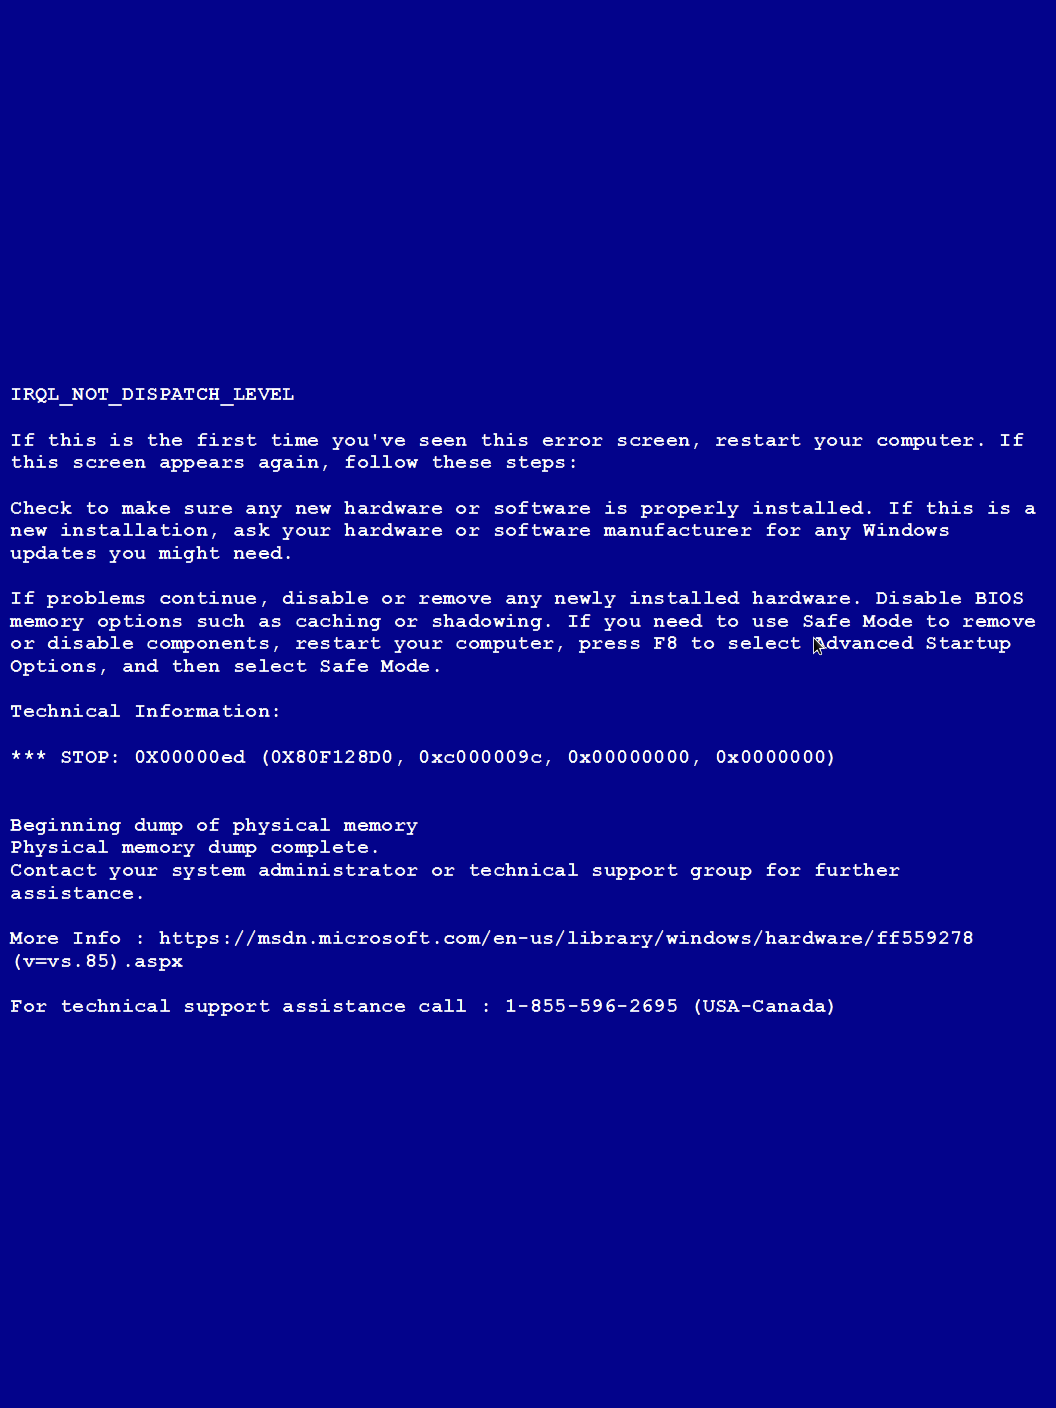 IRQL_NOT_DISPATCH_LEVEL
If this is the first time you've seen this error screen, restart your computer. If
this screen appears again, follow these steps:
Check to make sure any new hardware or software is properly installed. If this is a
new installation, ask your hardware or software manufacturer for any Windows
updates you might need.
If problems continue, disable or remove any newly installed hardware. Disable BIOS
memory options such as caching or shadowing. If you need to use Safe Mode to remove
or disable components, restart your computer, press F8 to select Advanced Startup
Options, and then select Safe Mode.
Technical Information:
*** STOP: 0X00000ed (0X80F128D0, 0xc000009c, 0x00000000, 0x0000000)
Beginning dump of physical memory
Physical memory dump complete.
Contact your system administrator or technical support group for further
assistance.
More Info : https://msdn.microsoft.com/en-us/library/windows/hardware/ff559278
(v=vs.85).aspx
For technical support assistance call : 1-855-596-2695 (USA-Canada)